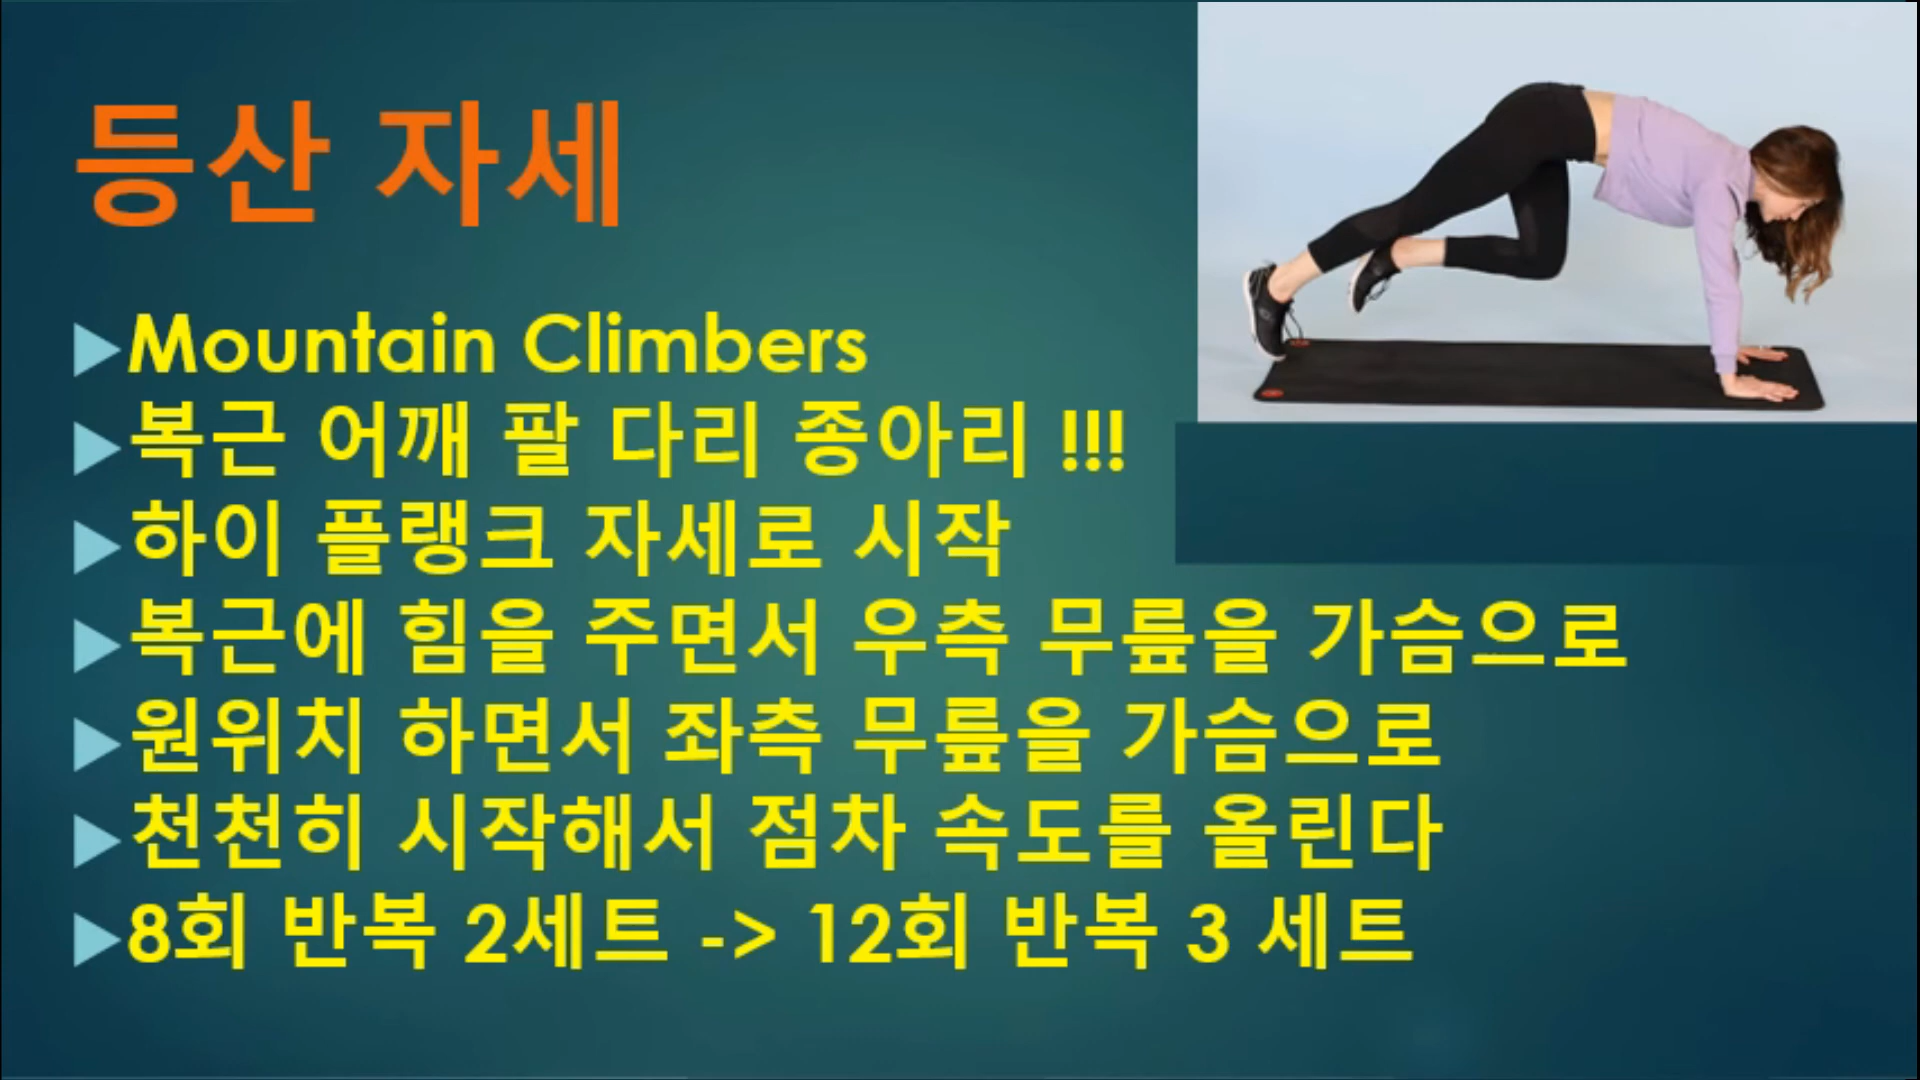 등산 자세
Mountain Climbers
복근 어깨 팔 다리 종아리 !!!
하이 플랭크 자세로 시작
복근에 힘을 주면서 우측 무릎을 가슴으로
원위치 하면서 좌측 무릎을 가슴으로
천천히 시작해서 점차 속도를 올린다
8회 반복 2세트 -> 12회 반복 3 세트